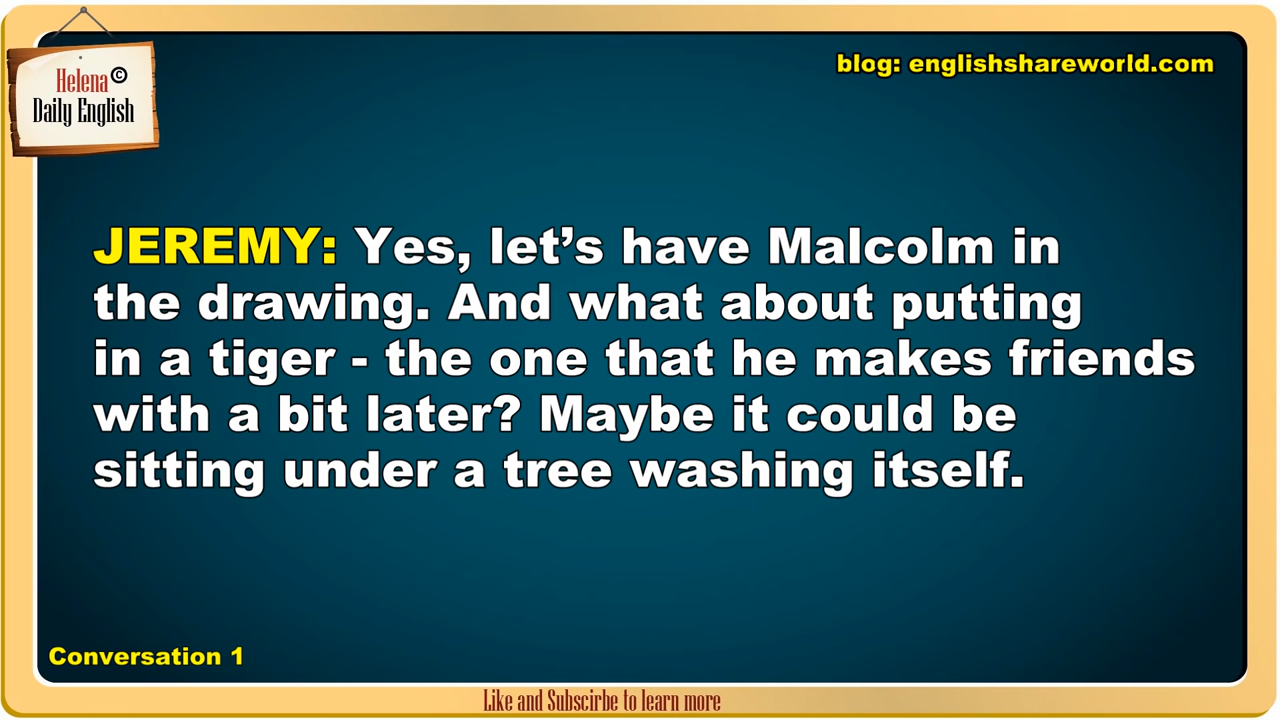 Helena©
Daily English
blog: englishshareworld.com
JEREMY: Yes, let’s have Malcolm in
the drawing. And what about putting
in a tiger - the one that he makes friends
with a bit later? Maybe it could be
sitting under a tree washing itself.
Conversation 1
Like and Subscirbe to learn more